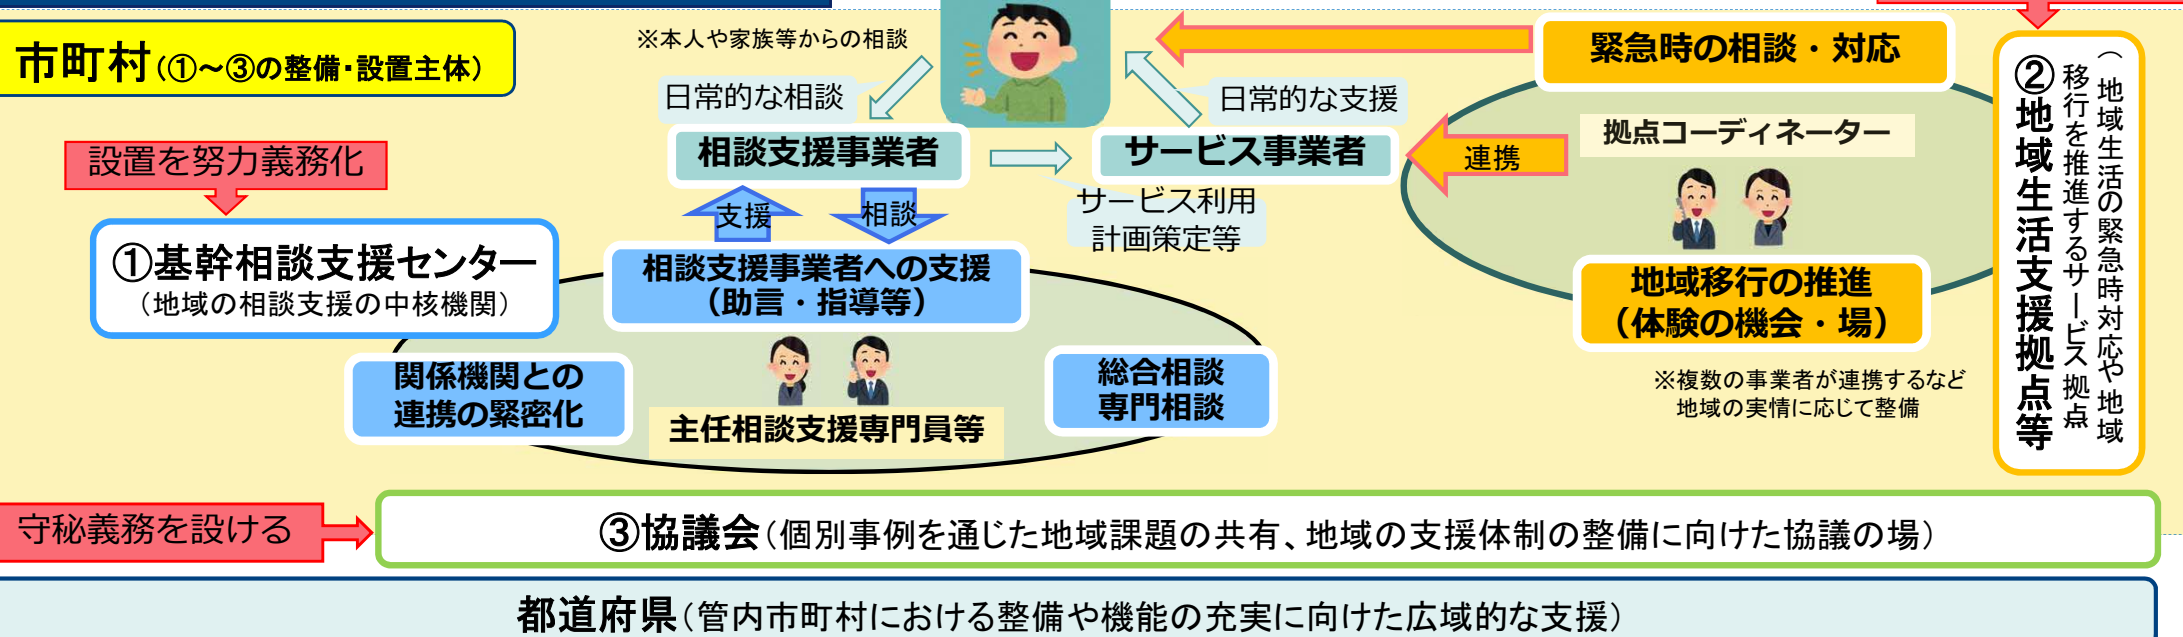 市町村(①～③の整備・設置主体)
※本人や家族等からの相談
日常的な相談
日常的な支援
緊急時の相談・対応
相談支援事業者
サービス事業者
連携
拠点コーディネーター
サービス利用
計画策定等
設置を努力義務化
支援
相談
①基幹相談支援センター
(地域の相談支援の中核機関)
相談支援事業者への支援
(助言・指導等)
関係機関との
連携の緊密化
主任相談支援専門員等
総合相談
専門相談
地域移行の推進
(体験の機会・場)
※複数の事業者が連携するなど
地域の実情に応じて整備
②地域生活支援拠点等
(地域生活の緊急時対応や地域
移行を推進するサービス拠点
守秘義務を設ける
③協議会(個別事例を通じた地域課題の共有、地域の支援体制の整備に向けた協議の場)
都道府県(管内市町村における整備や機能の充実に向けた広域的な支援)